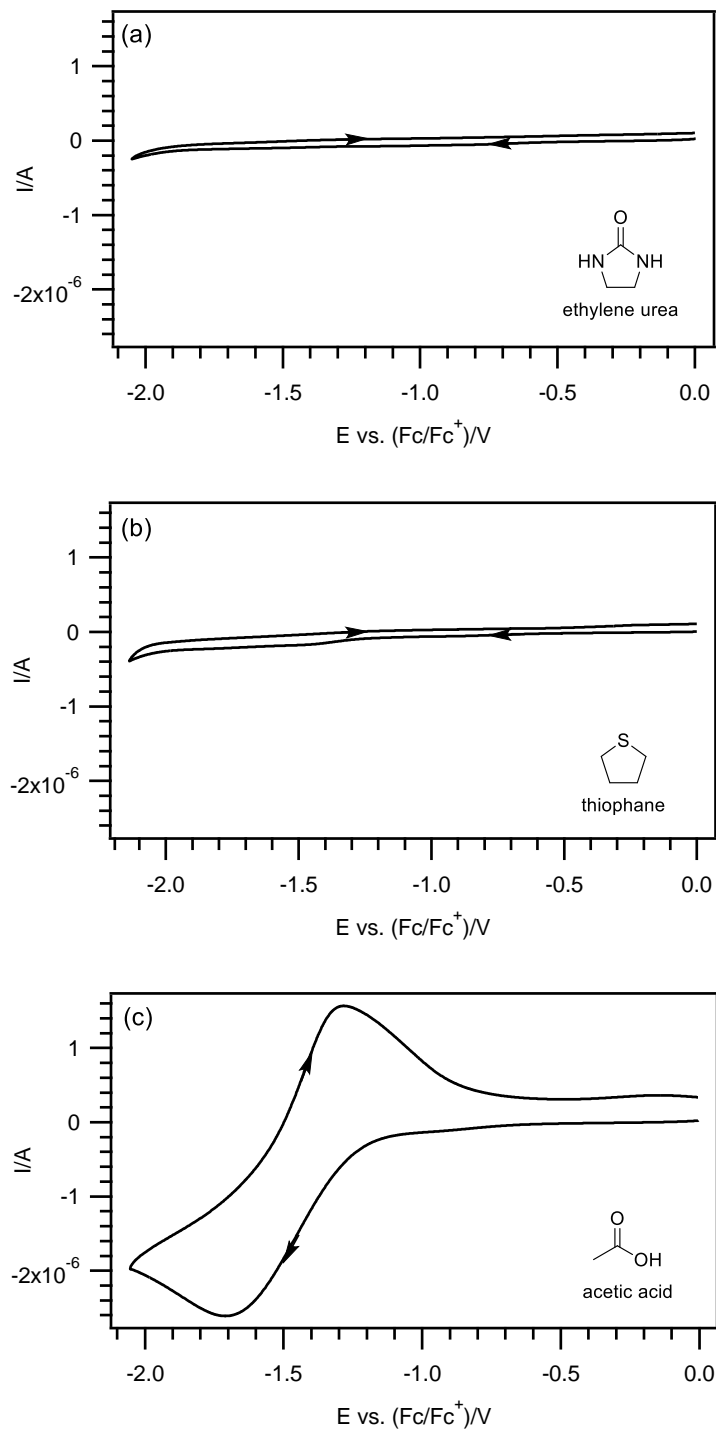 (a)
1
0
-1
-2x10⁻⁶
I/A
O
HN
NH
ethylene urea
-2.0 -1.5 -1.0 -0.5 0.0
E vs. (Fc/Fc⁺)/V
(b)
1
0
-1
-2x10⁻⁶
I/A
S
thiophane
-2.0 -1.5 -1.0 -0.5 0.0
E vs. (Fc/Fc⁺)/V
(c)
1
0
-1
-2x10⁻⁶
I/A
O
OH
acetic acid
-2.0 -1.5 -1.0 -0.5 0.0
E vs. (Fc/Fc⁺)/V